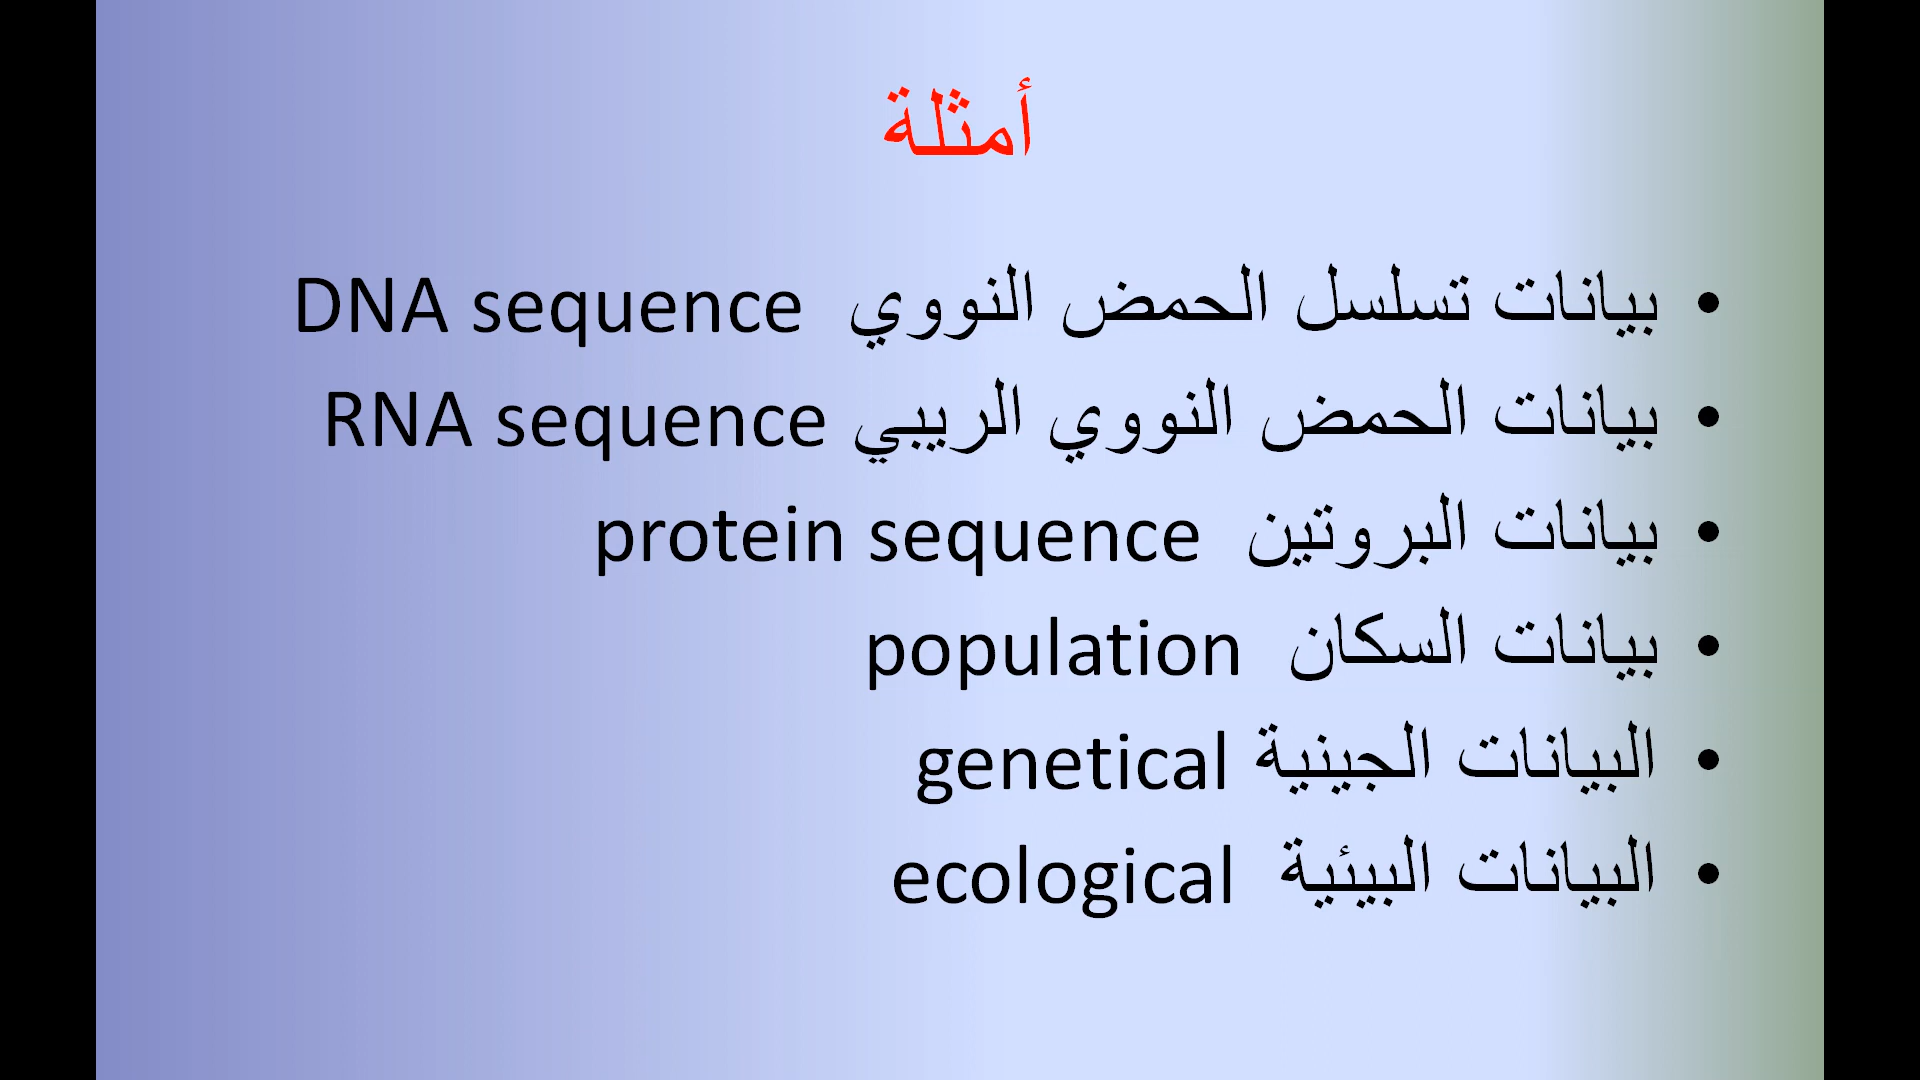 أمثلة
• بيانات تسلسل الحمض النووي DNA sequence
• بيانات الحمض النووي الريبي RNA sequence
• بيانات البروتين protein sequence
• بيانات السكان population
• البيانات الجينية genetical
• البيانات البيئية ecological